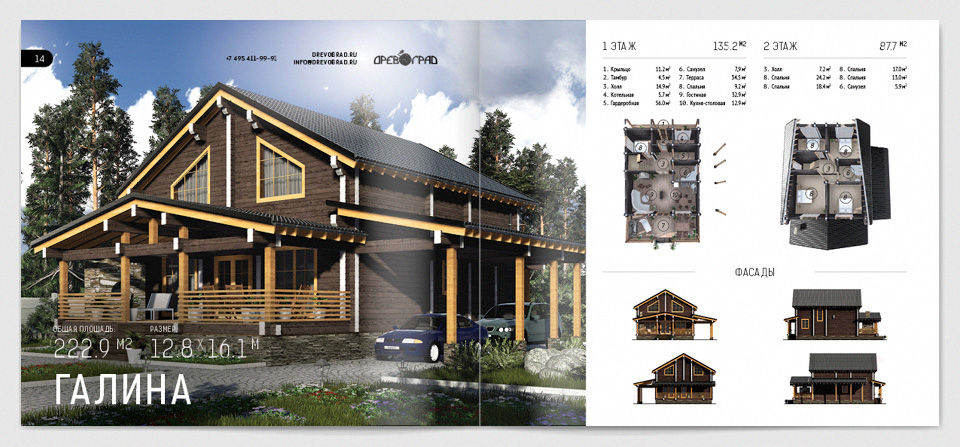 14
+7 495 411-99-91
DREVOGRAD.RU
INFO@DREVOGRAD.RU
ДРЕВОГРАД
ОБЩАЯ ПЛОЩАДЬ:
222.9 М2
РАЗМЕР:
12.8 X 16.1 М
ГАЛИНА
1 ЭТАЖ 135.2 М2
1. Крыльцо 11.2 м²
2. Тамбур 4.5 м²
3. Холл 14.9 м²
4. Котельная 5.7 м²
5. Гардеробная 56.0 м²
6. Санузел 7.9 м²
7. Терраса 54.5 м²
8. Спальня 9.2 м²
9. Гостиная 32.9 м²
10. Кухня-столовая 12.9 м²
2 ЭТАЖ 87.7 М2
3. Холл 7.2 м²
8. Спальня 24.2 м²
8. Спальня 18.4 м²
8. Спальня 17.0 м²
8. Спальня 13.0 м²
6. Санузел 5.9 м²
ФАСАДЫ